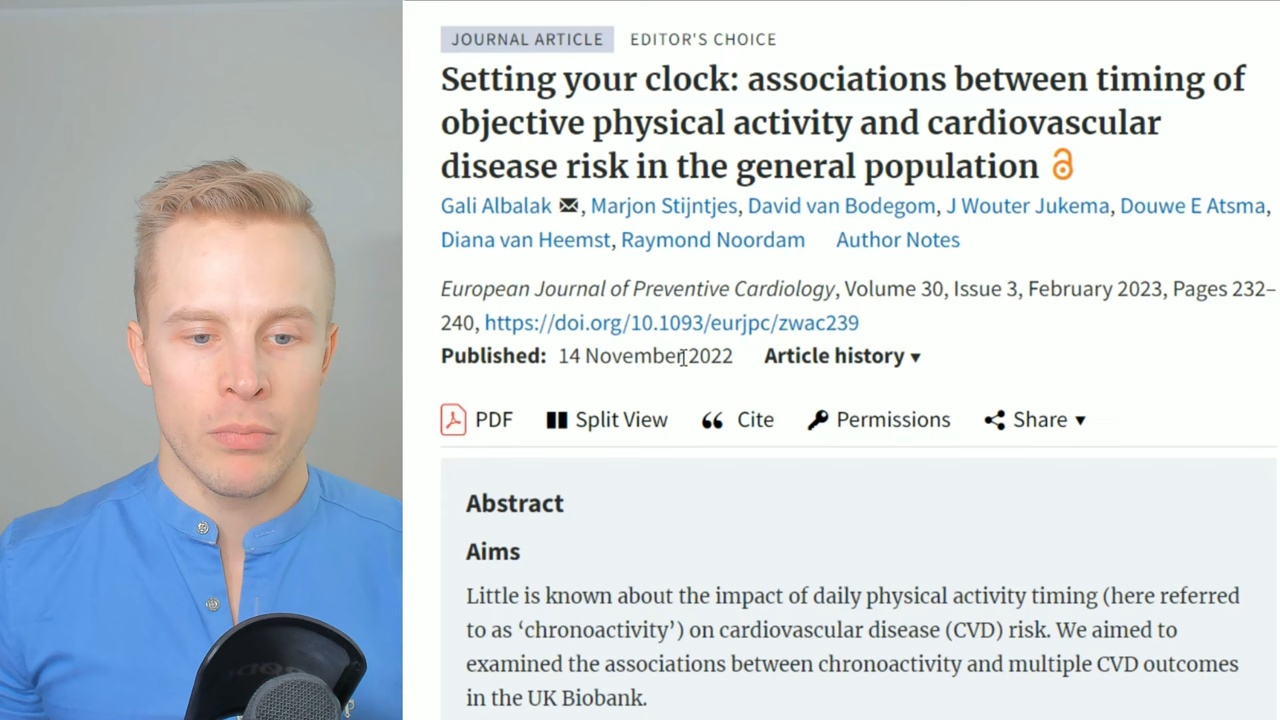 JOURNAL ARTICLE EDITOR'S CHOICE
Setting your clock: associations between timing of
objective physical activity and cardiovascular
disease risk in the general population
Gali Albalak, Marjon Stijntjes, David van Bodegom, J Wouter Jukema, Douwe E Atsma,
Diana van Heemst, Raymond Noordam Author Notes
European Journal of Preventive Cardiology, Volume 30, Issue 3, February 2023, Pages 232–
240, https://doi.org/10.1093/eurjpc/zwac239
Published: 14 November 2022 Article history ▼
PDF Split View Cite Permissions Share ▼
Abstract
Aims
Little is known about the impact of daily physical activity timing (here referred
to as ‘chronoactivity’) on cardiovascular disease (CVD) risk. We aimed to
examined the associations between chronoactivity and multiple CVD outcomes
in the UK Biobank.